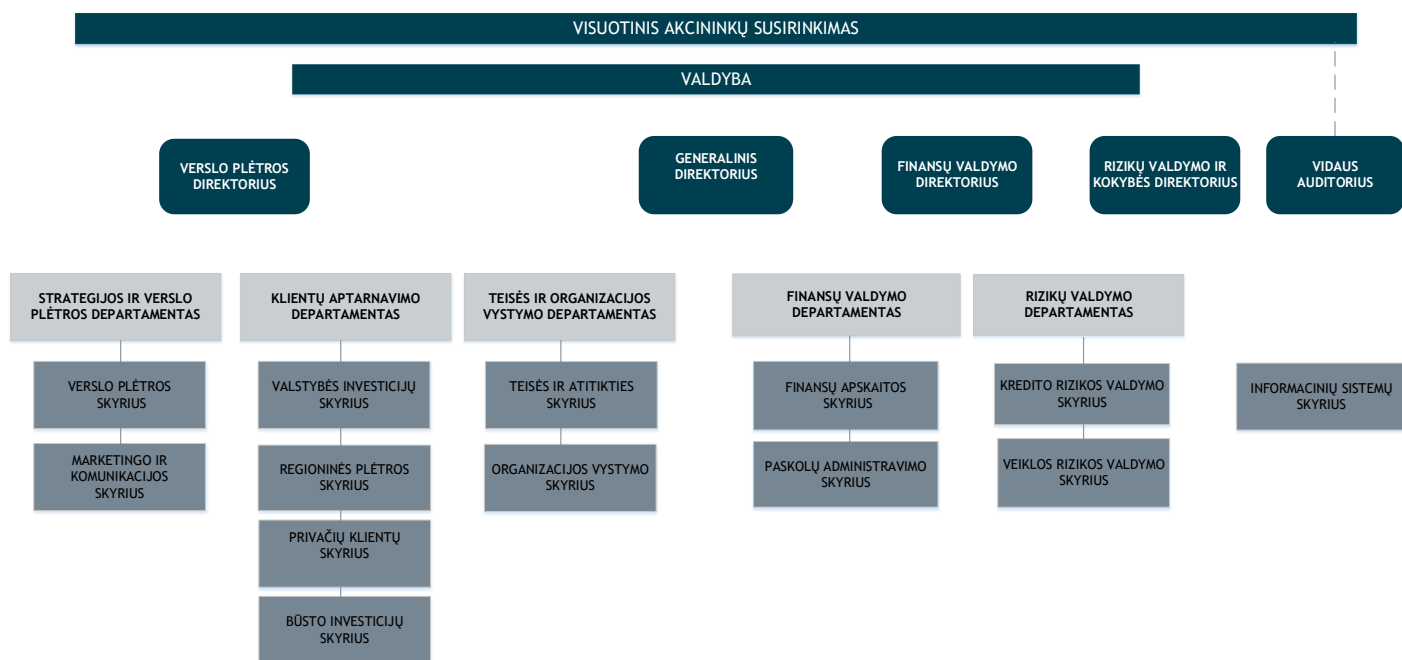 VISUOTINIS AKCININKŲ SUSIRINKIMAS
VALDYBA
VERSLO PLĖTROS
DIREKTORIUS
GENERALINIS
DIREKTORIUS
FINANSŲ VALDYMO
DIREKTORIUS
RIZIKŲ VALDYMO IR
KOKYBĖS DIREKTORIUS
VIDAUS
AUDITORIUS
STRATEGIJOS IR VERSLO
PLĖTROS DEPARTAMENTAS
KLIENTŲ APTARNAVIMO
DEPARTAMENTAS
TEISĖS IR ORGANIZACIJOS
VYSTYMO DEPARTAMENTAS
FINANSŲ VALDYMO
DEPARTAMENTAS
RIZIKŲ VALDYMO
DEPARTAMENTAS
VERSLO PLĖTROS
SKYRIUS
VALSTYBĖS INVESTICIJŲ
SKYRIUS
TEISĖS IR ATITIKTIES
SKYRIUS
FINANSŲ APSKAITOS
SKYRIUS
KREDITO RIZIKOS VALDYMO
SKYRIUS
INFORMACINIŲ SISTEMŲ
SKYRIUS
MARKETINGO IR
KOMUNIKACIJOS
SKYRIUS
REGIONINĖS PLĖTROS
SKYRIUS
ORGANIZACIJOS VYSTYMO
SKYRIUS
PASKOLŲ ADMINISTRAVIMO
SKYRIUS
VEIKLOS RIZIKOS VALDYMO
SKYRIUS
PRIVAČIŲ KLIENTŲ
SKYRIUS
BŪSTO INVESTICIJŲ
SKYRIUS